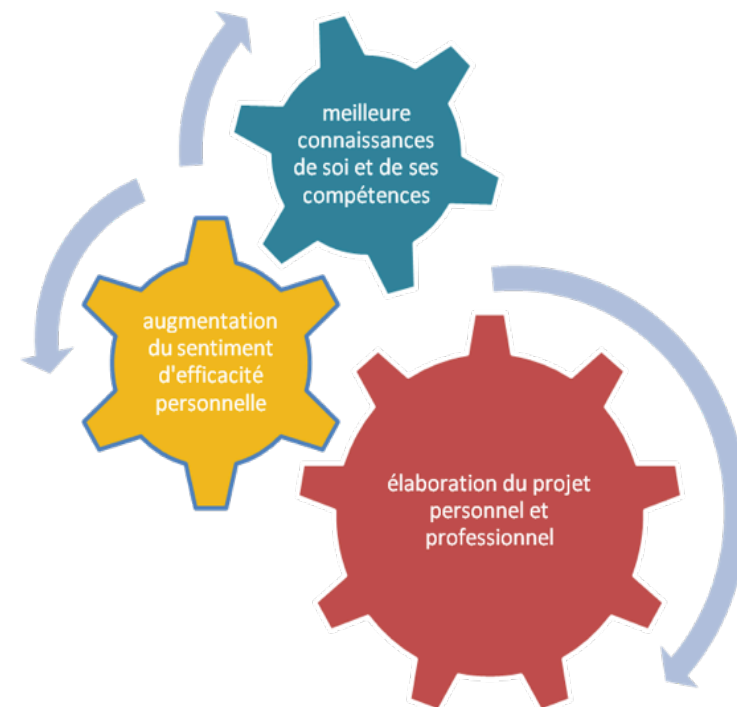 meilleure
connaissances
de soi et de ses
compétences
augmentation
du sentiment
d'efficacité
personnelle
élaboration du projet
personnel et
professionnel